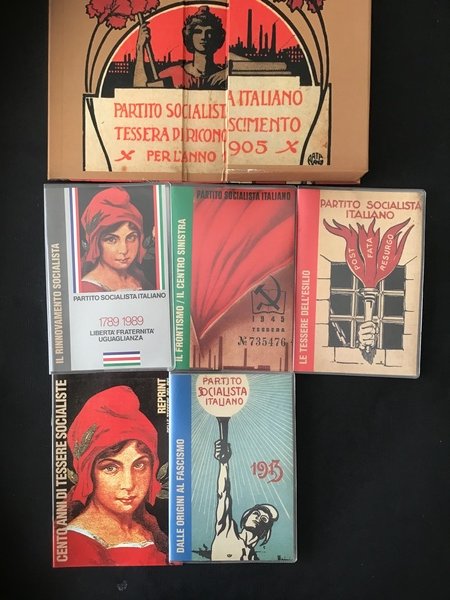 PARTITO SOCIALISTA ITALIANO
TESSERA DI RICONOSCIMENTO
PER L'ANNO 1905
IL RINNOVAMENTO SOCIALISTA
PARTITO SOCIALISTA ITALIANO
1789 1989
LIBERTA' FRATERNITA'
UGUAGLIANZA
IL FRONTISMO / IL CENTRO SINISTRA
PARTITO SOCIALISTA ITALIANO
1945
TESSERA
№ 735476
LE TESSERE DELL'ESILIO
PARTITO SOCIALISTA
ITALIANO
POST
FATA
RESURGO
CENTO ANNI DI TESSERE SOCIALISTE
REPRINT
DALLE ORIGINI AL FASCISMO
PARTITO
SOCIALISTA
ITALIANO
1913